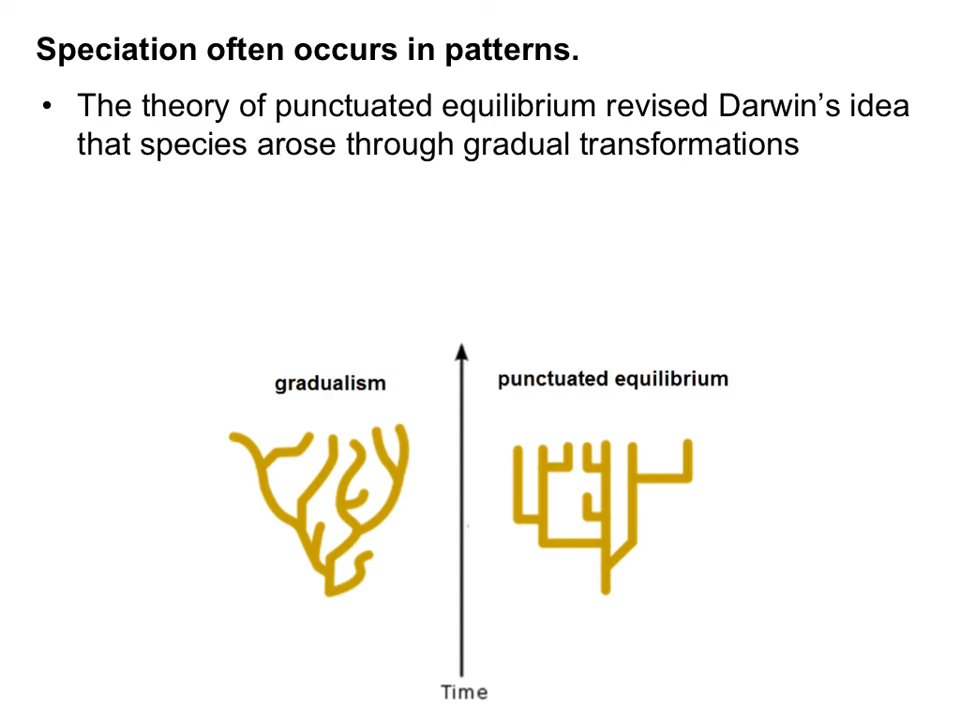 Speciation often occurs in patterns.
• The theory of punctuated equilibrium revised Darwin’s idea
that species arose through gradual transformations
gradualism
punctuated equilibrium
Time